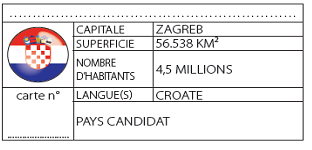 CAPITALE ZAGREB
SUPERFICIE 56.538 KM²
NOMBRE
D'HABITANTS 4,5 MILLIONS
carte n° LANGUE(S) CROATE
PAYS CANDIDAT